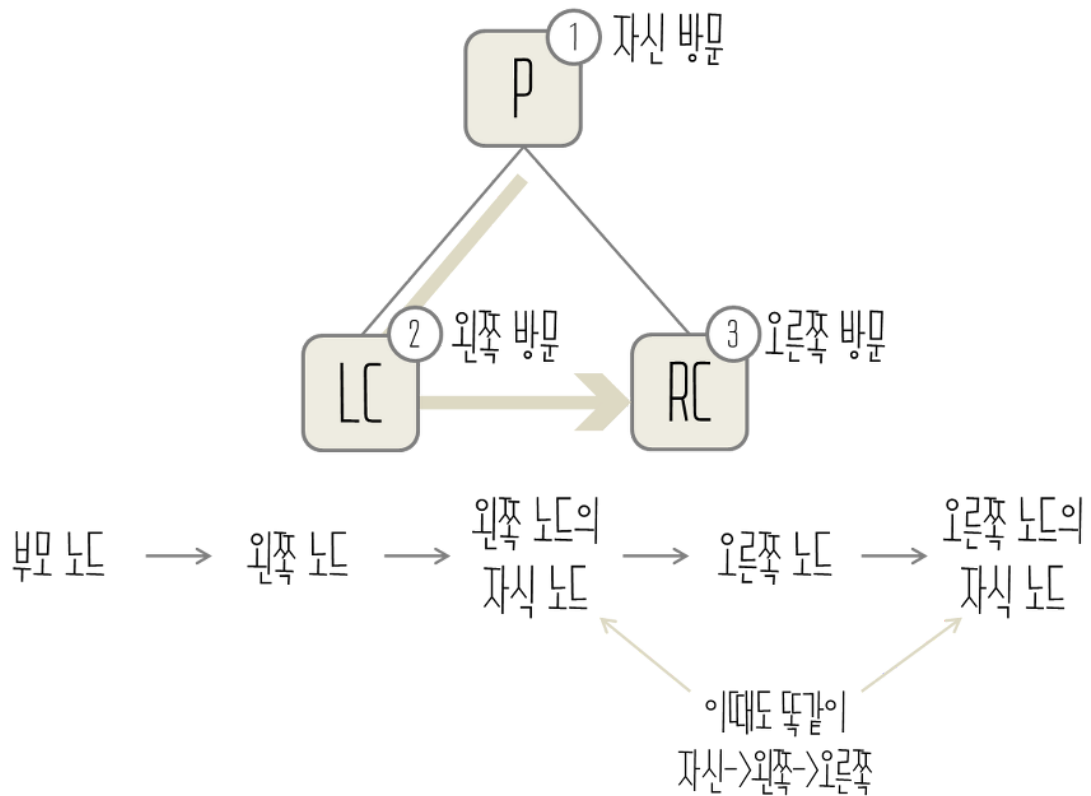 1 자신 방문
P
2 왼쪽 방문
3 오른쪽 방문
LC
RC
부모 노드
왼쪽 노드
왼쪽 노드의
자식 노드
오른쪽 노드
오른쪽 노드의
자식 노드
이때도 똑같이
자신->왼쪽->오른쪽